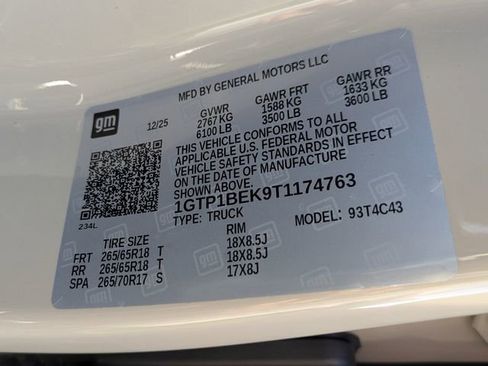 MFD BY GENERAL MOTORS LLC
gm
12/25 GVWR GAWR FRT GAWR RR
2767 KG 1588 KG 1633 KG
6100 LB 3500 LB 3600 LB
THIS VEHICLE CONFORMS TO ALL
APPLICABLE U.S. FEDERAL MOTOR
VEHICLE SAFETY STANDARDS IN EFFECT
ON THE DATE OF MANUFACTURE
SHOWN ABOVE.
1GTP1BEK9T1174763
TYPE: TRUCK MODEL: 93T4C43
234L
TIRE SIZE RIM
FRT 265/65R18 T 18X8.5J
RR 265/65R18 T 18X8.5J
SPA 265/70R17 S 17X8J